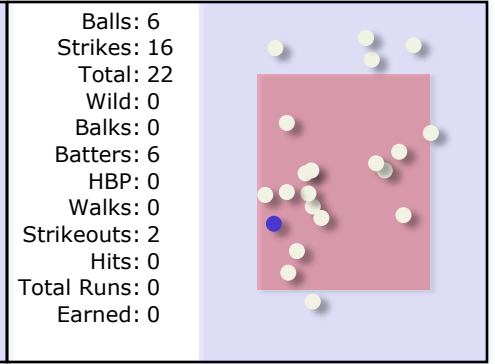 Balls: 6
Strikes: 16
Total: 22
Wild: 0
Balks: 0
Batters: 6
HBP: 0
Walks: 0
Strikeouts: 2
Hits: 0
Total Runs: 0
Earned: 0